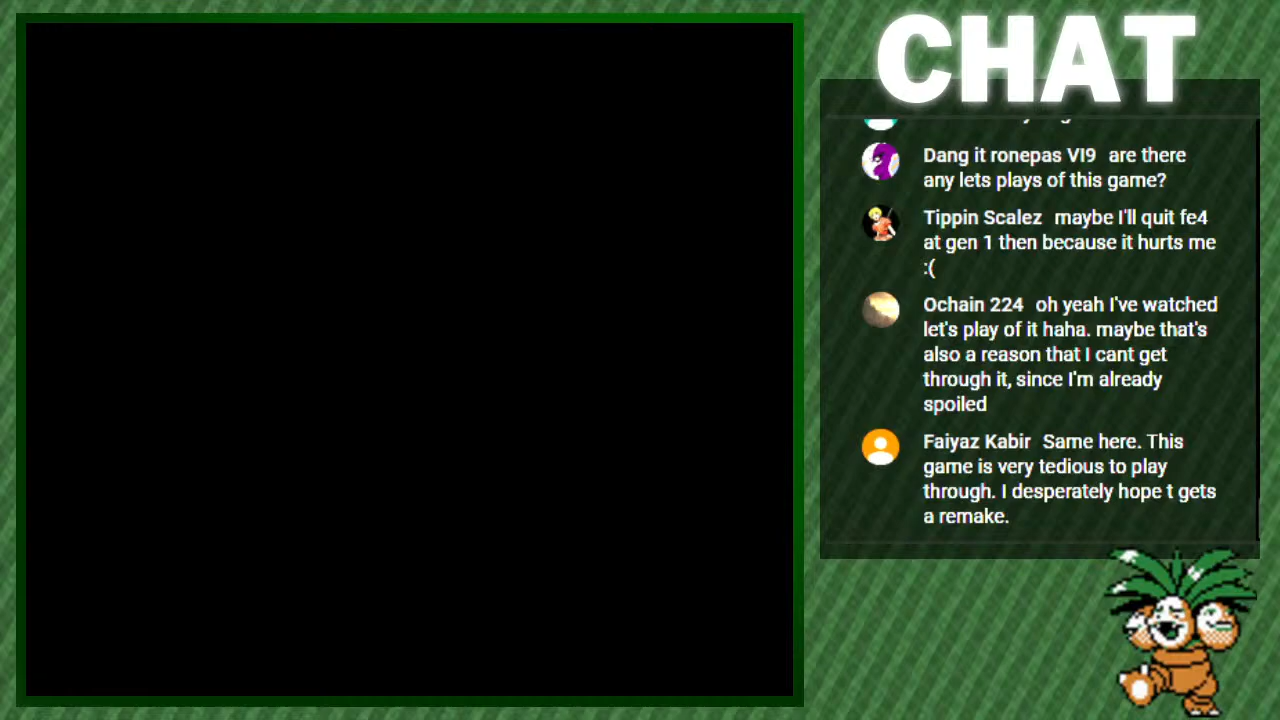 CHAT
Dang it ronepas VI9 are there
any lets plays of this game?
Tippin Scalez maybe I'll quit fe4
at gen 1 then because it hurts me
:(
Ochain 224 oh yeah I've watched
let's play of it haha. maybe that's
also a reason that I cant get
through it, since I'm already
spoiled
Faiyaz Kabir Same here. This
game is very tedious to play
through. I desperately hope t gets
a remake.